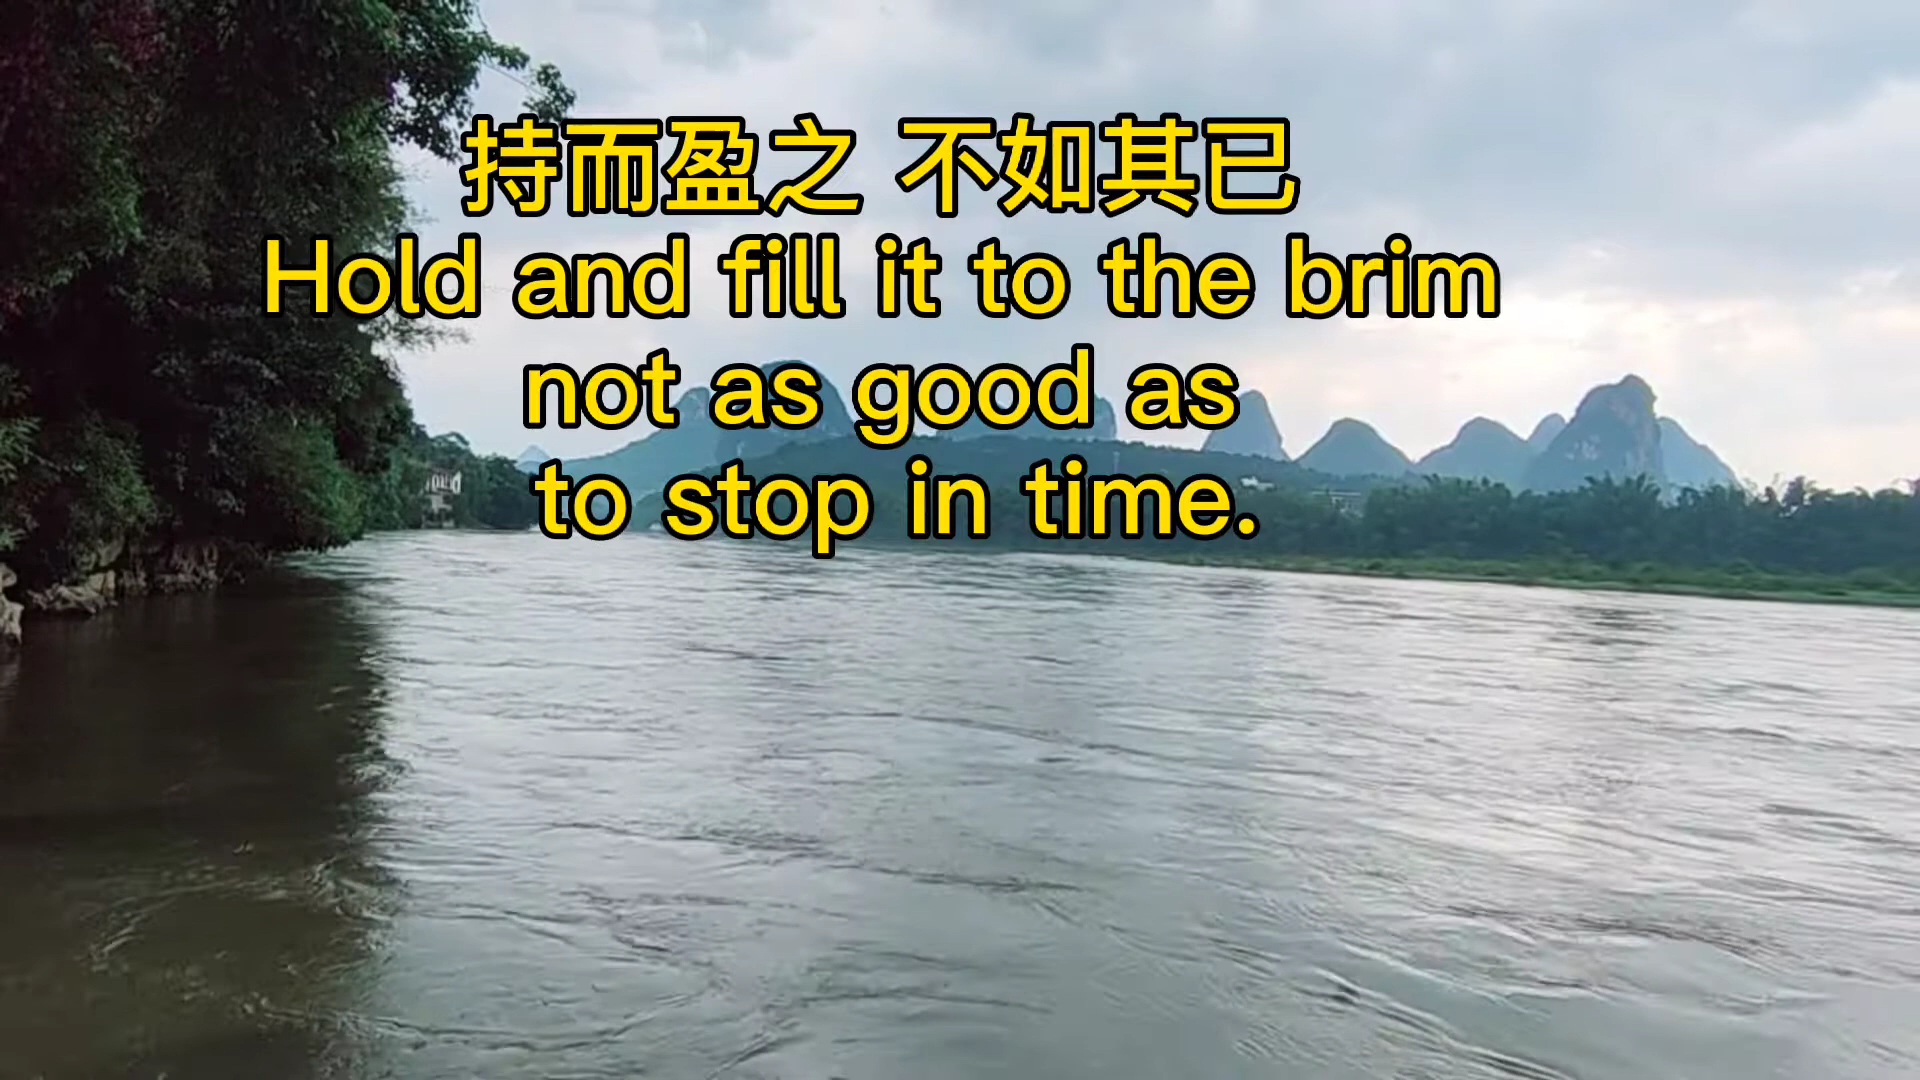 持而盈之 不如其已
Hold and fill it to the brim
not as good as
to stop in time.